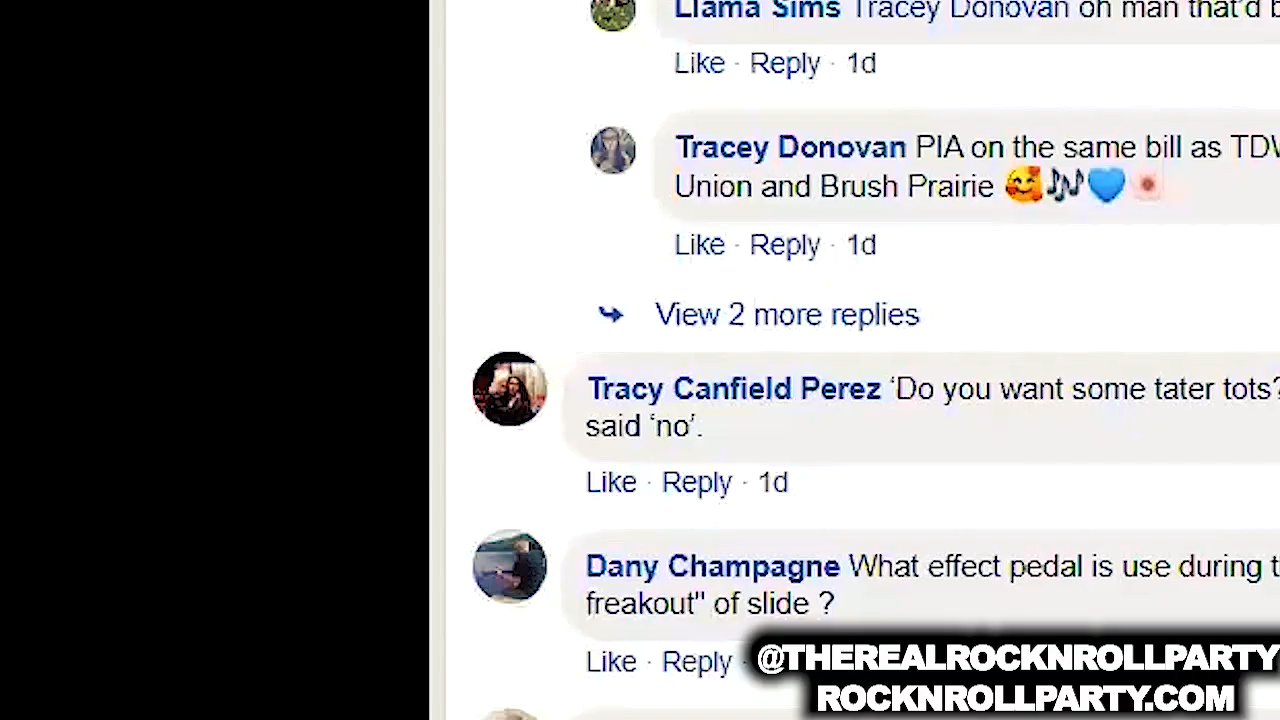 Llama Sims Tracey Donovan oh man that'd b
Like · Reply · 1d
Tracey Donovan PIA on the same bill as TDW
Union and Brush Prairie 🥰🎶💙
Like · Reply · 1d
View 2 more replies
Tracy Canfield Perez ‘Do you want some tater tots?
said ‘no’.
Like · Reply · 1d
Dany Champagne What effect pedal is use during t
freakout" of slide ?
Like · Reply ·
@THEREALROCKNROLLPARTY
ROCKNROLLPARTY.COM